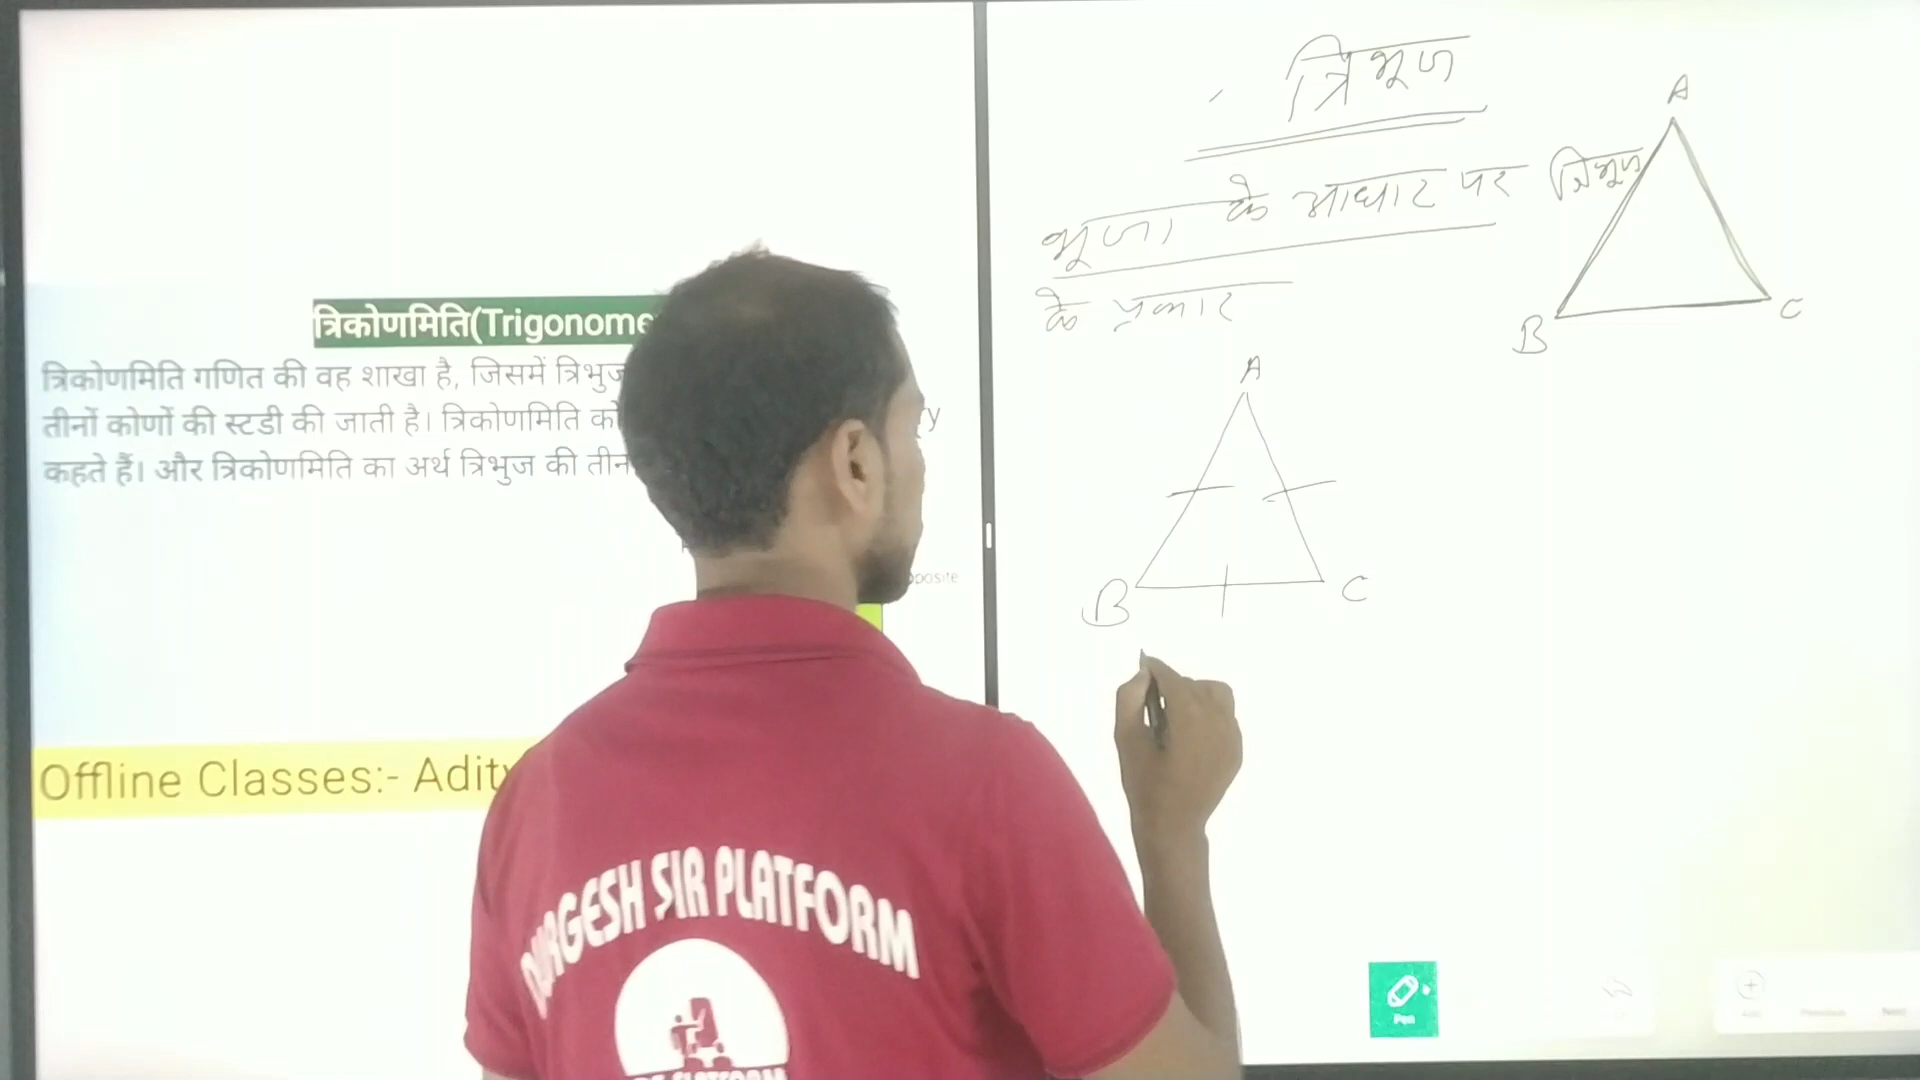 त्रिकोणमिति(Trigonome
त्रिकोणमिति गणित की वह शाखा है, जिसमें त्रिभुज
तीनों कोणों की स्टडी की जाती है। त्रिकोणमिति को
कहते हैं। और त्रिकोणमिति का अर्थ त्रिभुज की तीन
Offline Classes:- Adity
त्रिभुज
भुजा के आधार पर त्रिभुज
के प्रकार
A
B
C
A
B
C
DURGESH SIR PLATFORM
Pen